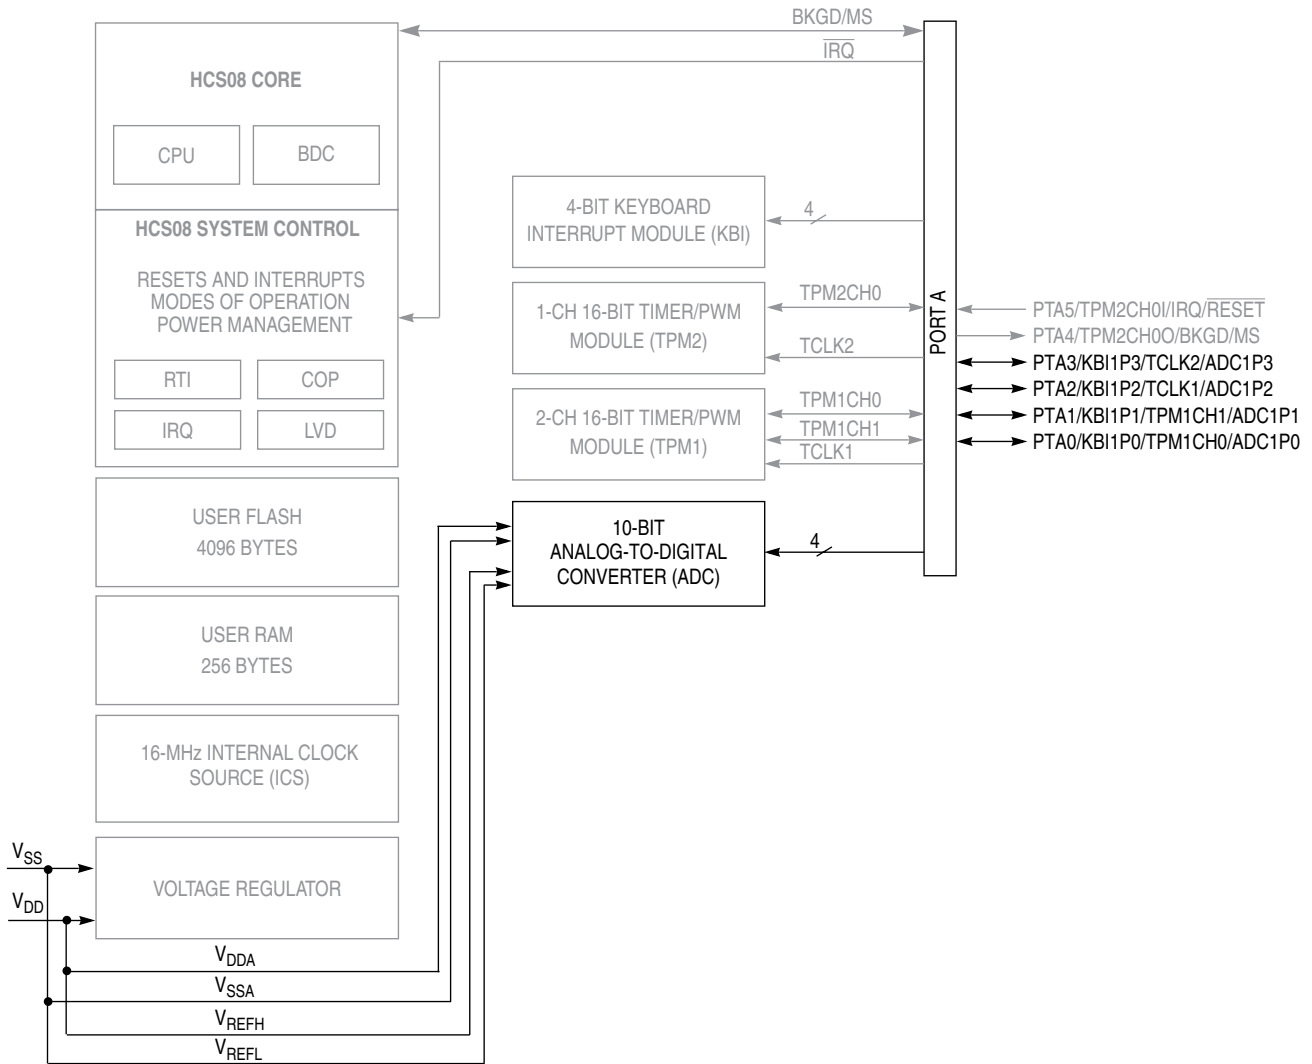 BKGD/MS
IRQ
HCS08 CORE
CPU
BDC
HCS08 SYSTEM CONTROL
RESETS AND INTERRUPTS
MODES OF OPERATION
POWER MANAGEMENT
RTI
COP
IRQ
LVD
USER FLASH
4096 BYTES
USER RAM
256 BYTES
16-MHz INTERNAL CLOCK
SOURCE (ICS)
VOLTAGE REGULATOR
VSS
VDD
VDDA
VSSA
VREFH
VREFL
4-BIT KEYBOARD
INTERRUPT MODULE (KBI)
4
1-CH 16-BIT TIMER/PWM
MODULE (TPM2)
TPM2CH0
TCLK2
2-CH 16-BIT TIMER/PWM
MODULE (TPM1)
TPM1CH0
TPM1CH1
TCLK1
10-BIT
ANALOG-TO-DIGITAL
CONVERTER (ADC)
4
PORT A
PTA5/TPM2CH0I/IRQ/RESET
PTA4/TPM2CH0O/BKGD/MS
PTA3/KBI1P3/TCLK2/ADC1P3
PTA2/KBI1P2/TCLK1/ADC1P2
PTA1/KBI1P1/TPM1CH1/ADC1P1
PTA0/KBI1P0/TPM1CH0/ADC1P0